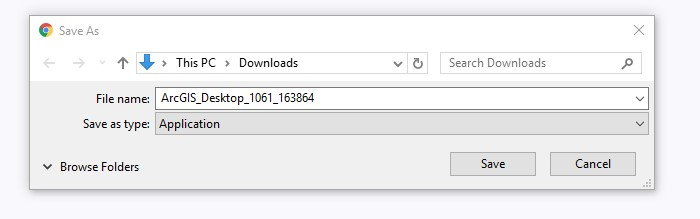 Save As
This PC > Downloads
Search Downloads
File name: ArcGIS_Desktop_1061_163864
Save as type: Application
Browse Folders
Save
Cancel